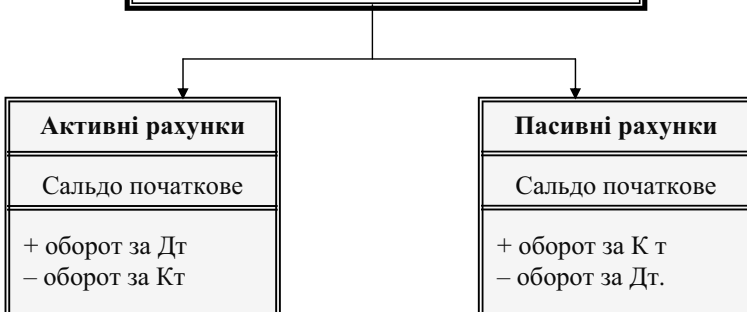 Активні рахунки
Сальдо початкове
+ оборот за Дт
– оборот за Кт
Пасивні рахунки
Сальдо початкове
+ оборот за К т
– оборот за Дт.